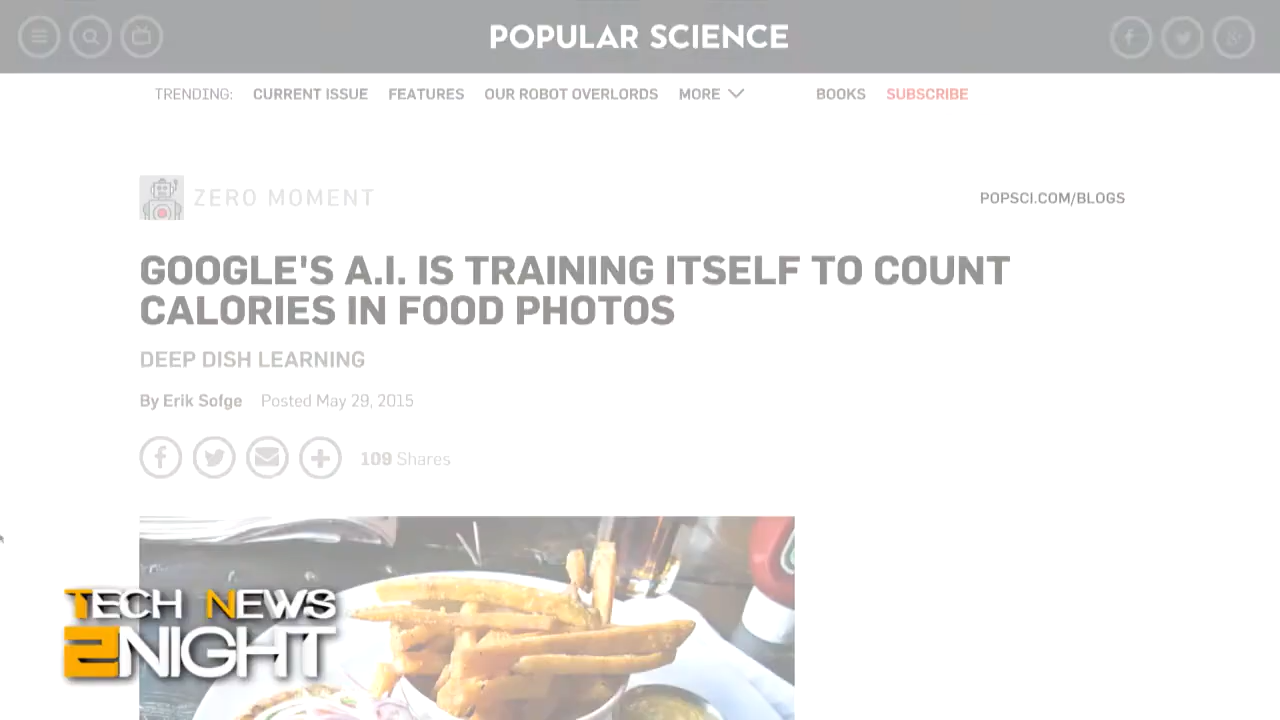 POPULAR SCIENCE
TRENDING: CURRENT ISSUE FEATURES OUR ROBOT OVERLORDS MORE BOOKS SUBSCRIBE
ZERO MOMENT
POPSCI.COM/BLOGS
GOOGLE'S A.I. IS TRAINING ITSELF TO COUNT
CALORIES IN FOOD PHOTOS
DEEP DISH LEARNING
By Erik Sofge Posted May 29, 2015
109 Shares
TECH NEWS
2NIGHT